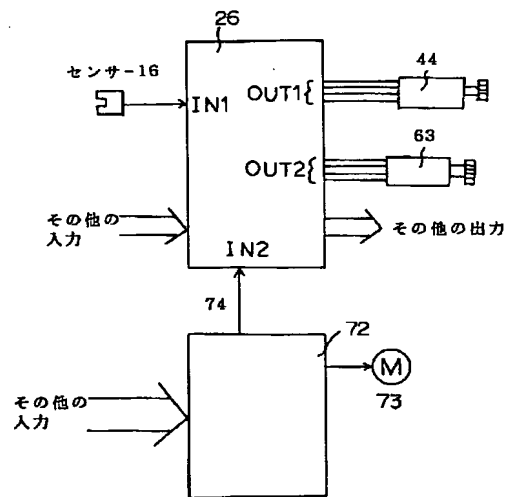 26
センサー16
IN1
OUT1{
44
OUT2{
63
その他の
入力
その他の出力
IN2
74
72
M
73
その他の
入力